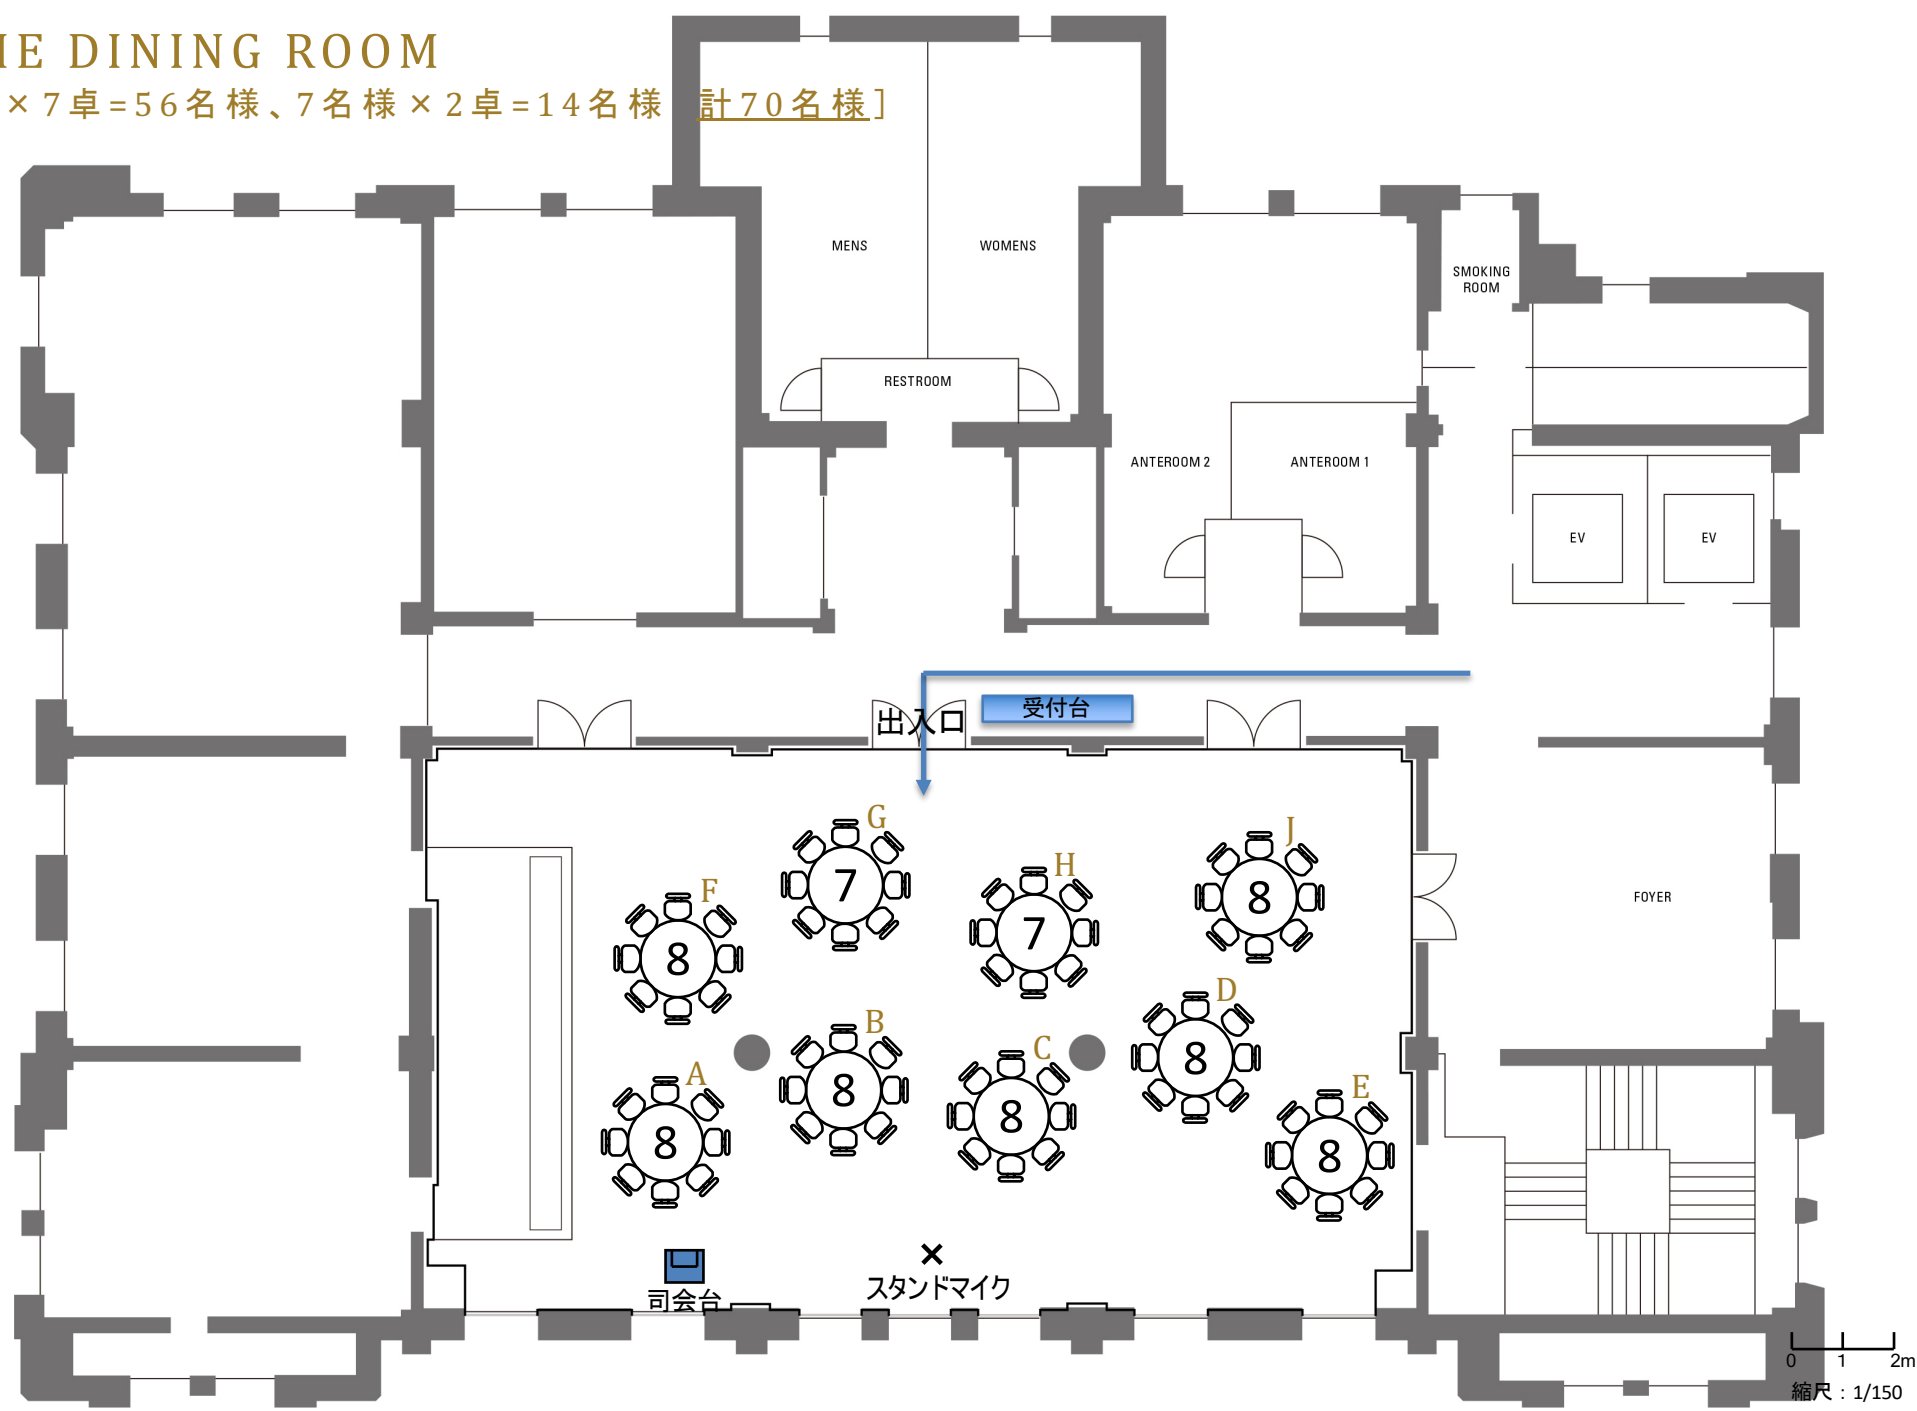 IE DINING ROOM
×7卓=56名様、7名様×2卓=14名様 計70名様］
MENS
WOMENS
SMOKING
ROOM
RESTROOM
ANTEROOM 2
ANTEROOM 1
EV
EV
受付台
出入口
G
7
J
8
H
7
F
8
FOYER
D
8
B
8
C
8
A
8
E
8
×
スタンドマイク
司会台
0 1 2m
縮尺：1/150